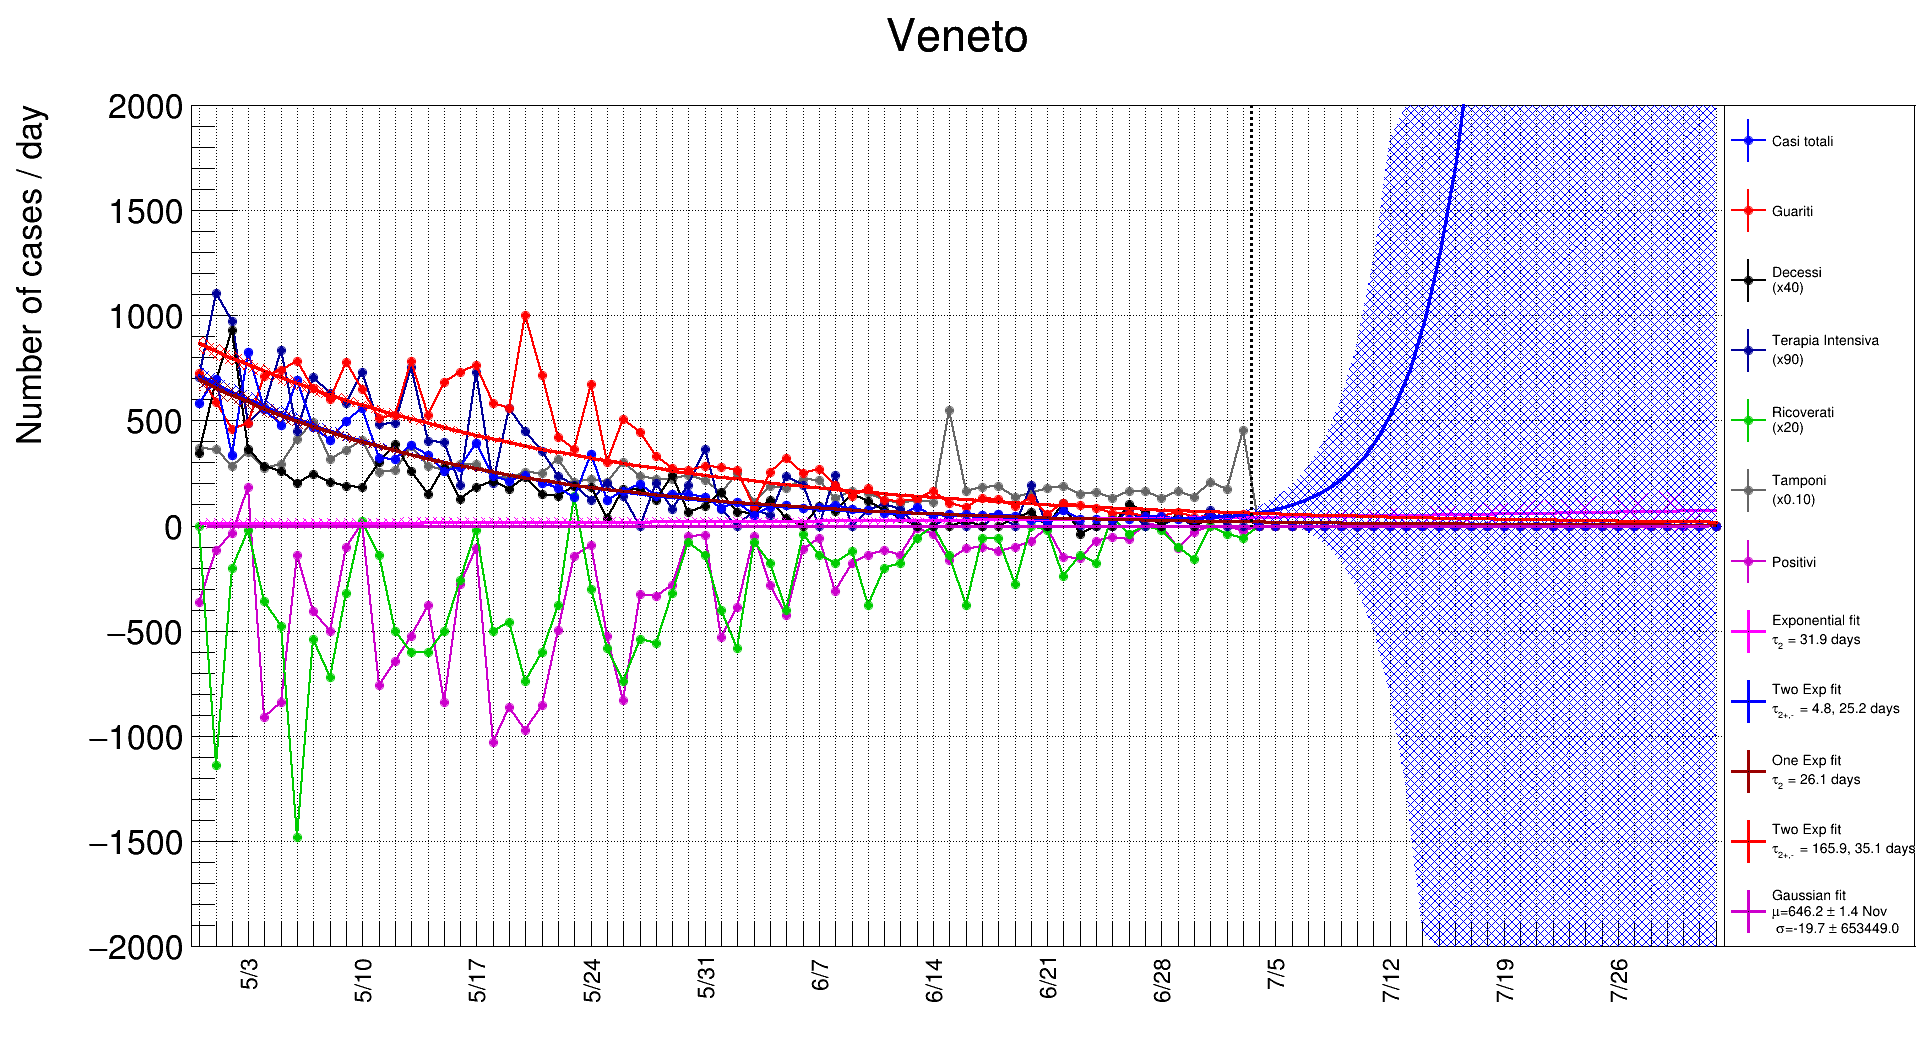 Veneto
Number of cases / day
2000
1500
1000
500
0
−500
−1000
−1500
−2000
5/3
5/10
5/17
5/24
5/31
6/7
6/14
6/21
6/28
7/5
7/12
7/19
7/26
Casi totali
Guariti
Decessi
(x40)
Terapia Intensiva
(x90)
Ricoverati
(x20)
Tamponi
(x0.10)
Positivi
Exponential fit
τ2 = 31.9 days
Two Exp fit
τ2+,- = 4.8, 25.2 days
One Exp fit
τ2 = 26.1 days
Two Exp fit
τ2+,- = 165.9, 35.1 days
Gaussian fit
μ=646.2 ± 1.4 Nov
σ=-19.7 ± 653449.0